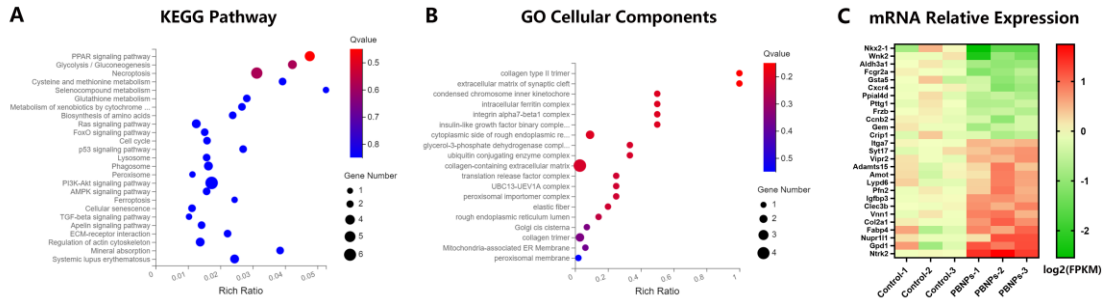 A
KEGG Pathway
PPAR signaling pathway
Glycolysis / Gluconeogenesis
Necroptosis
Cysteine and methionine metabolism
Selenocompound metabolism
Glutathione metabolism
Metabolism of xenobiotics by cytochrome ...
Biosynthesis of amino acids
Ras signaling pathway
FoxO signaling pathway
Cell cycle
p53 signaling pathway
Lysosome
Phagosome
Peroxisome
PI3K-Akt signaling pathway
AMPK signaling pathway
Ferroptosis
Cellular senescence
TGF-beta signaling pathway
Apelin signaling pathway
ECM-receptor interaction
Regulation of actin cytoskeleton
Mineral absorption
Systemic lupus erythematosus
0
0.01
0.02
0.03
0.04
0.05
Rich Ratio
Qvalue
0.5
0.6
0.7
0.8
Gene Number
1
2
4
5
6
B
GO Cellular Components
collagen type II trimer
extracellular matrix of synaptic cleft
condensed chromosome inner kinetochore
intracellular ferritin complex
integrin alpha7-beta1 complex
insulin-like growth factor binary comple...
cytoplasmic side of rough endoplasmic re...
glycerol-3-phosphate dehydrogenase compl...
ubiquitin conjugating enzyme complex
collagen-containing extracellular matrix
translation release factor complex
UBC13-UEV1A complex
peroxisomal importomer complex
elastic fiber
rough endoplasmic reticulum lumen
Golgi cis cisterna
collagen trimer
Mitochondria-associated ER Membrane
peroxisomal membrane
0
0.2
0.4
0.6
0.8
1
Rich Ratio
Qvalue
0.2
0.3
0.4
0.5
Gene Number
1
2
3
4
C
mRNA Relative Expression
Nkx2-1
Wnk2
Aldh3a1
Fcgr2a
Gsta5
Cxcr4
Ppial4d
Pttg1
Frzb
Ccnb2
Gem
Crip1
Itga7
Syt17
Vipr2
Adamts15
Amot
Lypd6
Pfn2
Igfbp3
Clec3b
Vnn1
Col2a1
Fabp4
Nupr1l1
Gpd1
Ntrk2
Control-1
Control-2
Control-3
PBNPs-1
PBNPs-2
PBNPs-3
1
0
-1
-2
log2(FPKM)